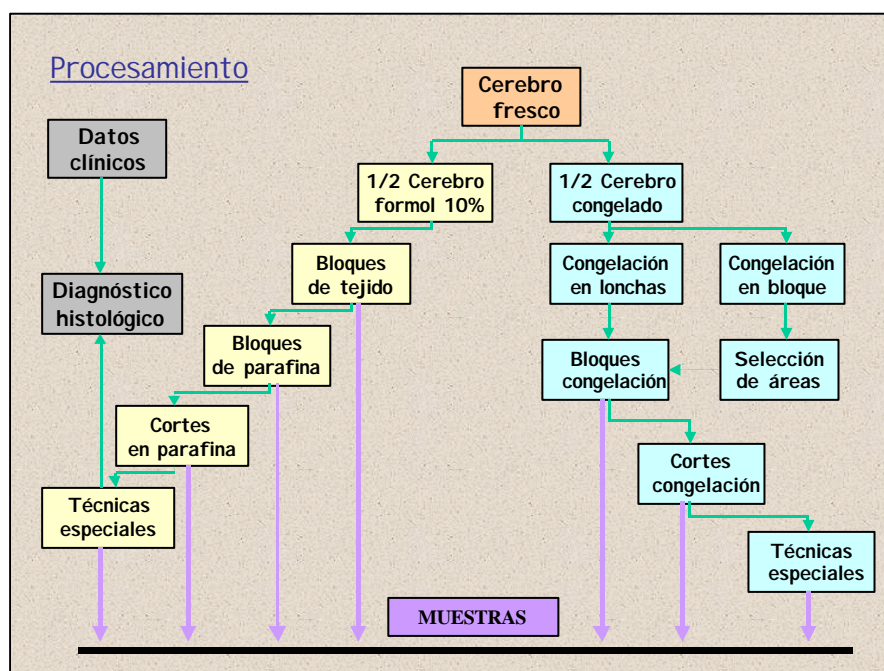 Procesamiento
Cerebro
fresco
Datos
clínicos
1/2 Cerebro
formol 10%
1/2 Cerebro
congelado
Bloques
de tejido
Congelación
en lonchas
Congelación
en bloque
Diagnóstico
histológico
Bloques
de parafina
Bloques
congelación
Selección
de áreas
Cortes
en parafina
Cortes
congelación
Técnicas
especiales
Técnicas
especiales
MUESTRAS